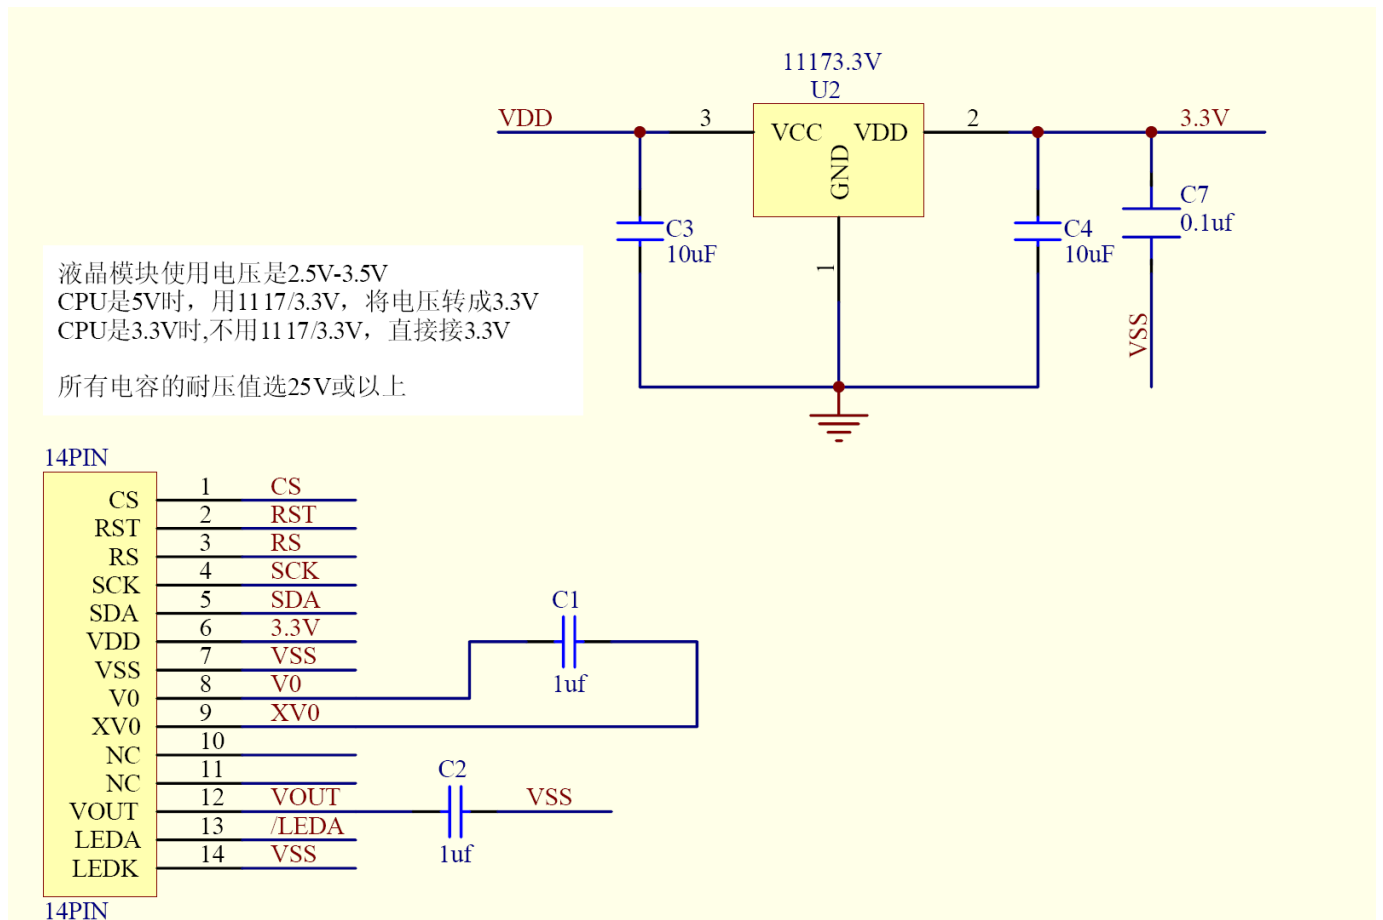 11173.3V
U2
VDD
3
VCC
VDD
GND
2
3.3V
1
C3
10uF
C4
10uF
C7
0.1uf
VSS
液晶模块使用电压是2.5V-3.5V
CPU是5V时，用1117/3.3V，将电压转成3.3V
CPU是3.3V时,不用1117/3.3V，直接接3.3V
所有电容的耐压值选25V或以上
14PIN
CS 1 CS
RST 2 RST
RS 3 RS
SCK 4 SCK
SDA 5 SDA
VDD 6 3.3V
VSS 7 VSS
V0 8 V0
XV0 9 XV0
NC 10
NC 11
VOUT 12 VOUT
LEDA 13 /LEDA
LEDK 14 VSS
14PIN
C1
1uf
C2
1uf
VSS